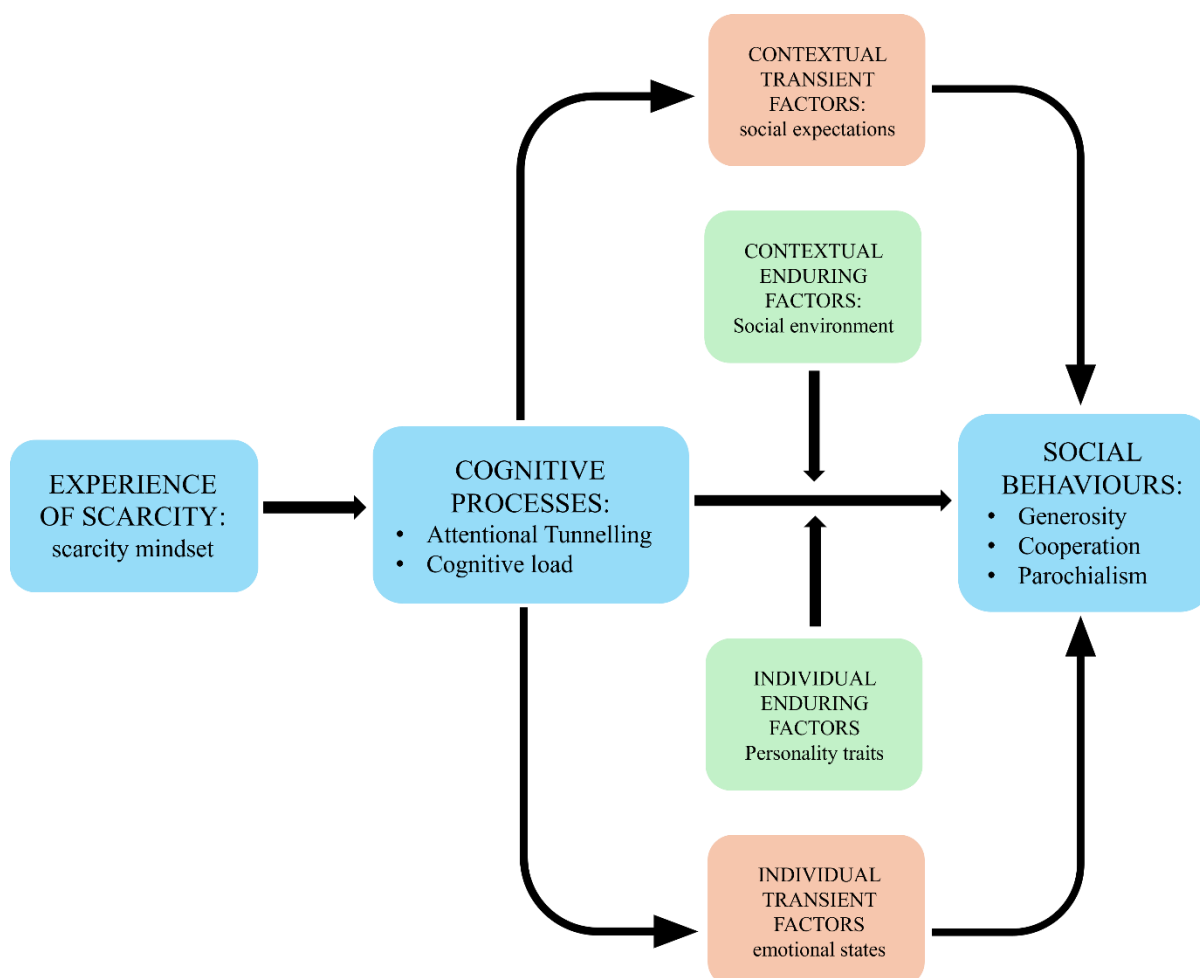 CONTEXTUAL
TRANSIENT
FACTORS:
social expectations
CONTEXTUAL
ENDURING
FACTORS:
Social environment
EXPERIENCE
OF SCARCITY:
scarcity mindset
COGNITIVE
PROCESSES:
• Attentional Tunnelling
• Cognitive load
SOCIAL
BEHAVIOURS:
• Generosity
• Cooperation
• Parochialism
INDIVIDUAL
ENDURING
FACTORS
Personality traits
INDIVIDUAL
TRANSIENT
FACTORS
emotional states